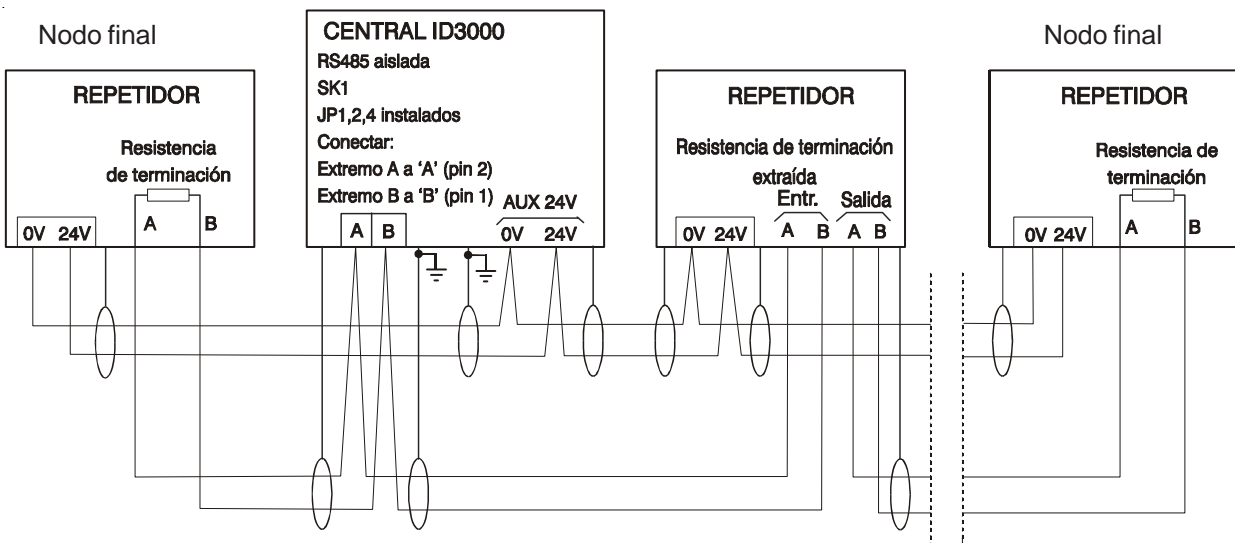 Nodo final
REPETIDOR
Resistencia
de terminación
A B
0V 24V
CENTRAL ID3000
RS485 aislada
SK1
JP1,2,4 instalados
Conectar:
Extremo A a ‘A’ (pin 2)
Extremo B a ‘B’ (pin 1)
AUX 24V
A B
0V 24V
REPETIDOR
Resistencia de terminación
extraída
Entr. Salida
0V 24V
A B A B
Nodo final
REPETIDOR
Resistencia de
terminación
A B
0V 24V